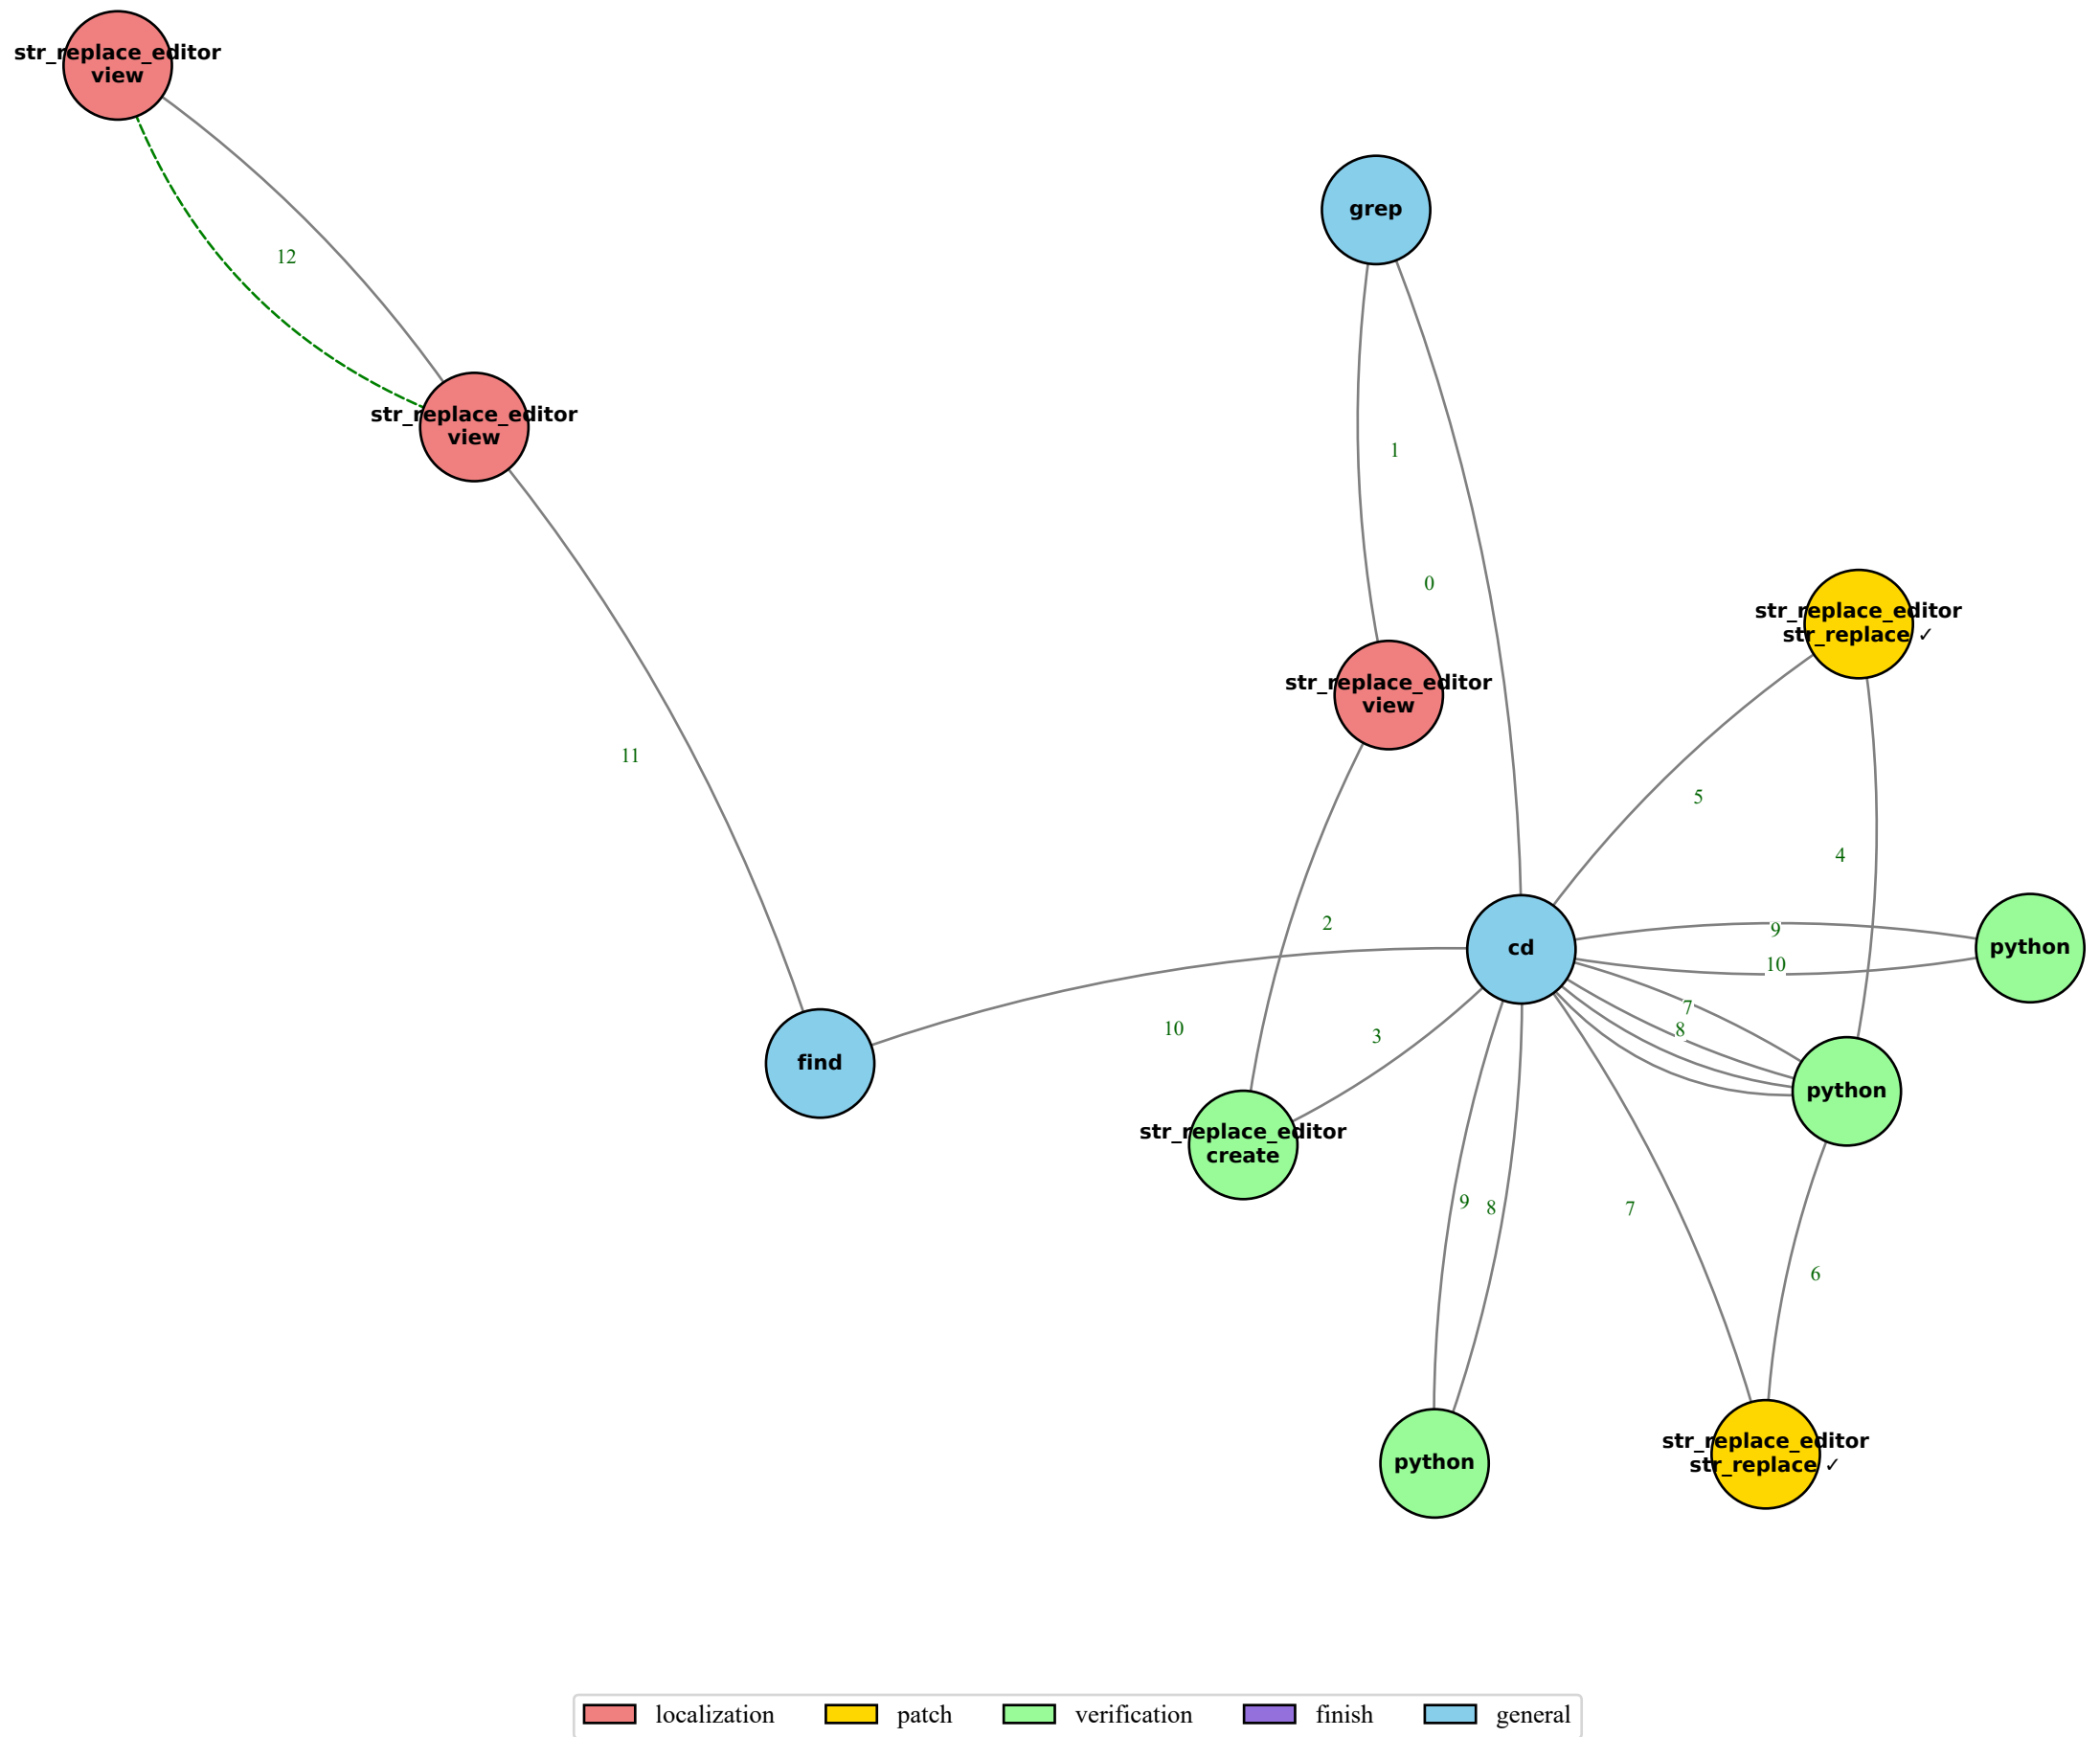 str_replace_editor
view
12
grep
str_replace_editor
view
1
0
str_replace_editor
str_replace ✓
str_replace_editor
view
11
5
4
2
9
cd
python
10
7
8
10
3
find
python
str_replace_editor
create
9
8
7
6
python
str_replace_editor
str_replace ✓
localization
patch
verification
finish
general